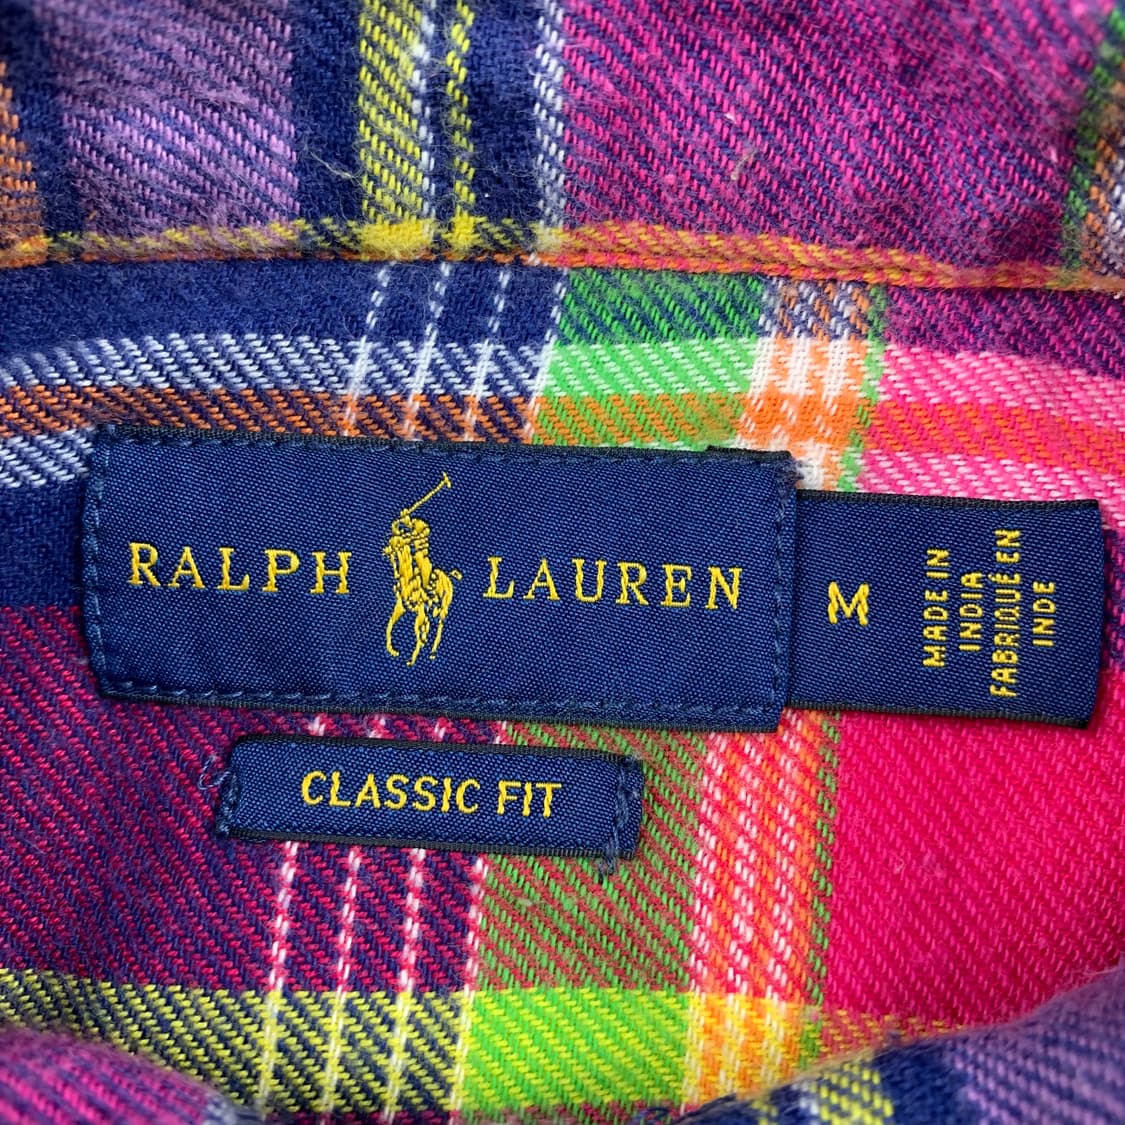 RALPH LAUREN
M
MADE IN
INDIA
FABRIQUÉ EN
INDE
CLASSIC FIT